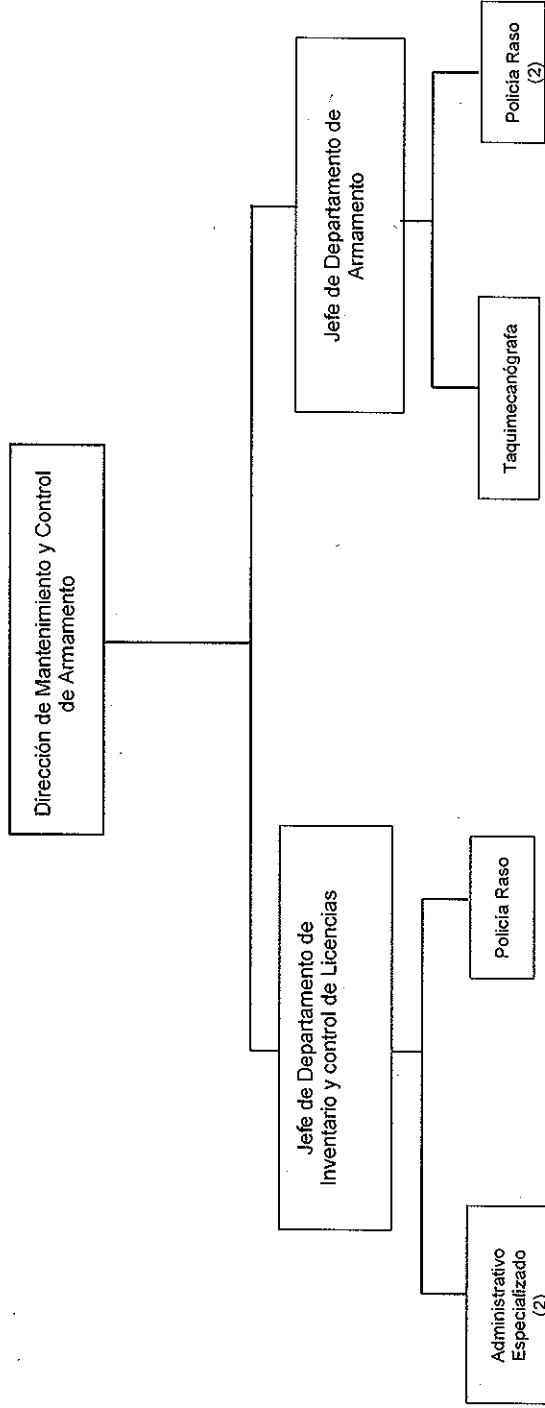 Dirección de Mantenimiento y Control
de Armamento
Jefe de Departamento de
Inventario y control de Licencias
Jefe de Departamento de
Armamento
Administrativo
Especializado
(2)
Policía Raso
Taquimecanógrafa
Policía Raso
(2)